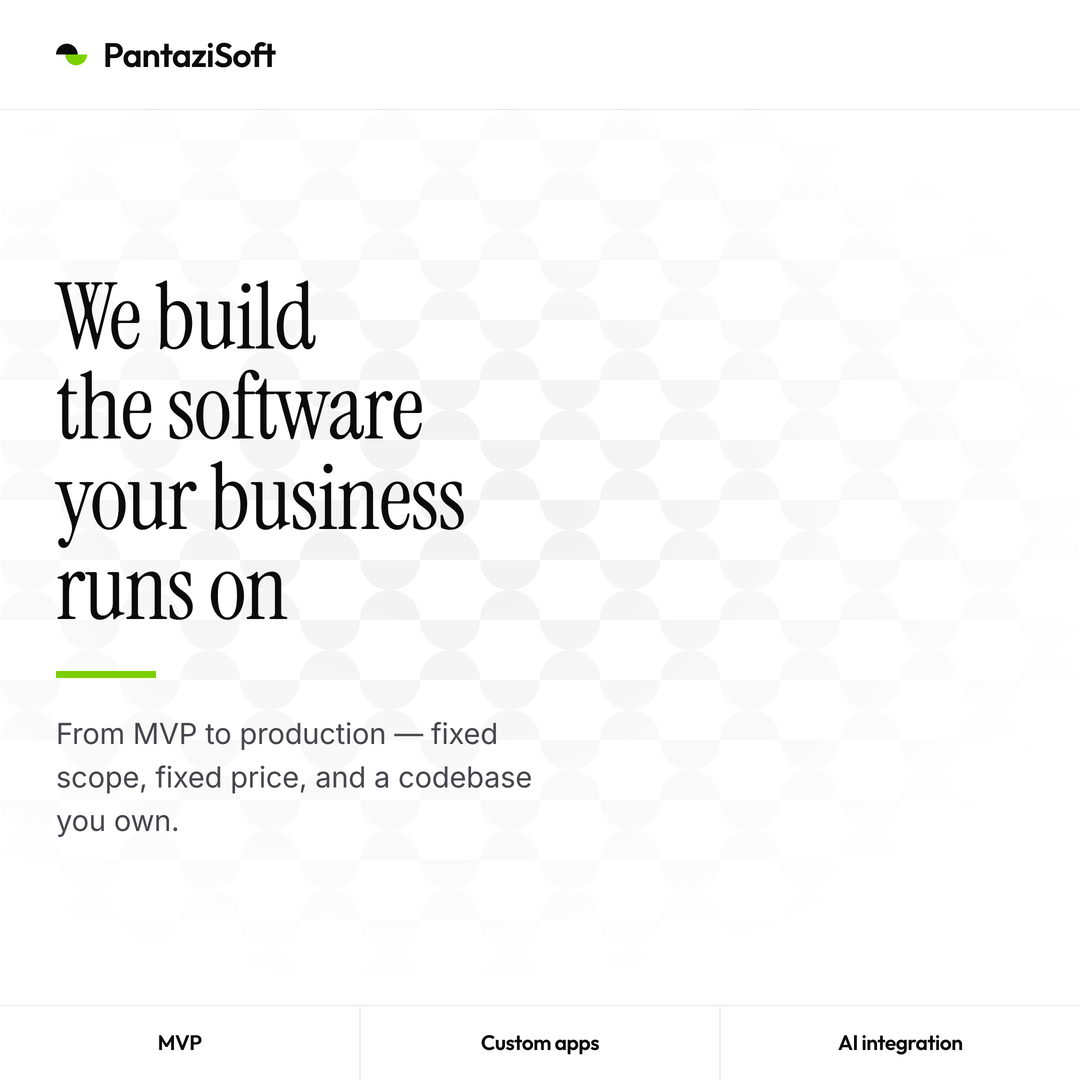 PantaziSoft
We build
the software
your business
runs on
From MVP to production — fixed
scope, fixed price, and a codebase
you own.
MVP
Custom apps
AI integration